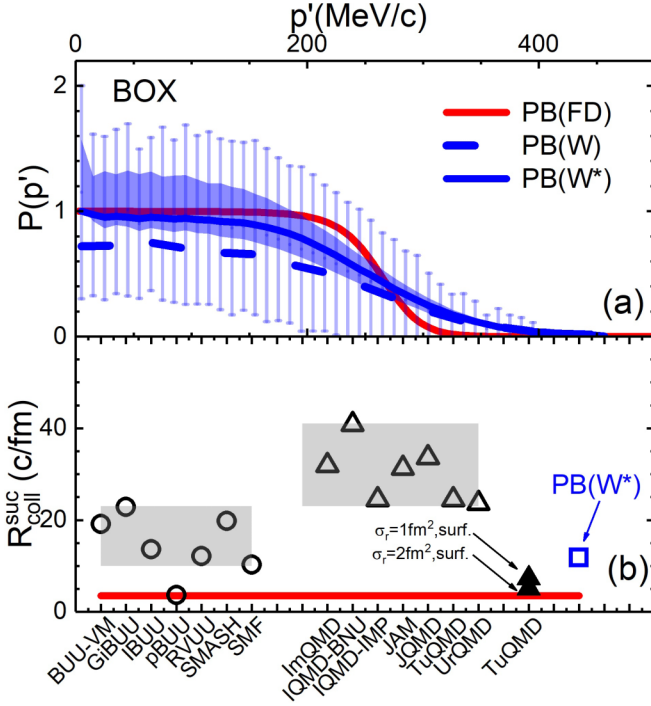 p'(MeV/c)
0 200 400
BOX
PB(FD)
PB(W)
PB(W*)
P(p')
2
1
0
(a)
R^suc_coll (c/fm)
40
20
0
PB(W*)
σr=1fm²,surf.
σr=2fm²,surf.
(b)
BUU-VM
GiBUU
IBUU
pBUU
RVUU
SMASH
SMF
ImQMD
IQMD-BNU
IQMD-IMP
JAM
JQMD
TuQMD
UrQMD
TuQMD